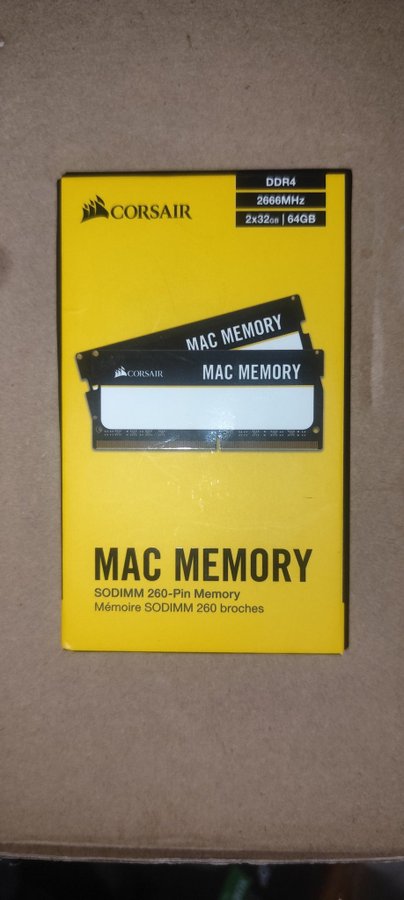 CORSAIR
DDR4
2666MHz
2x32GB | 64GB
MAC MEMORY
CORSAIR MAC MEMORY
MAC MEMORY
SODIMM 260-Pin Memory
Mémoire SODIMM 260 broches